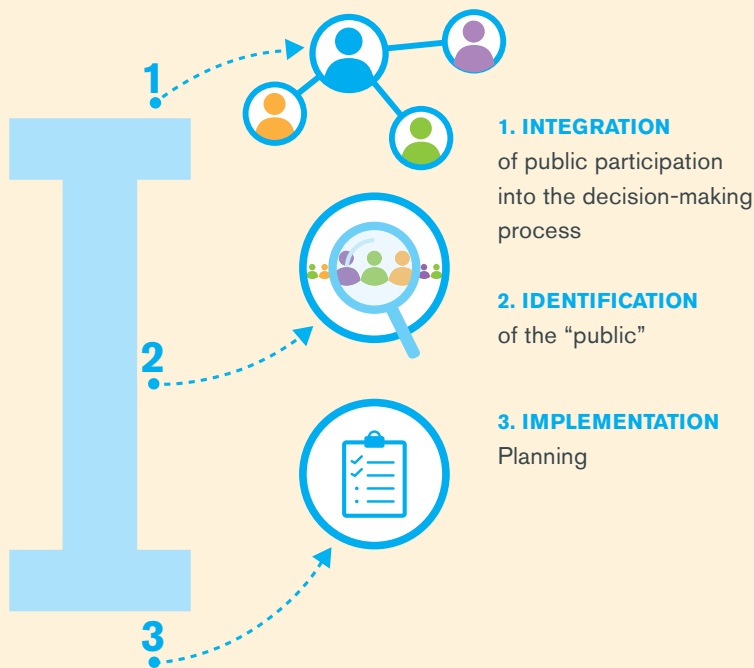 1
1. INTEGRATION
of public participation
into the decision-making
process
2. IDENTIFICATION
of the “public”
2
3. IMPLEMENTATION
Planning
3